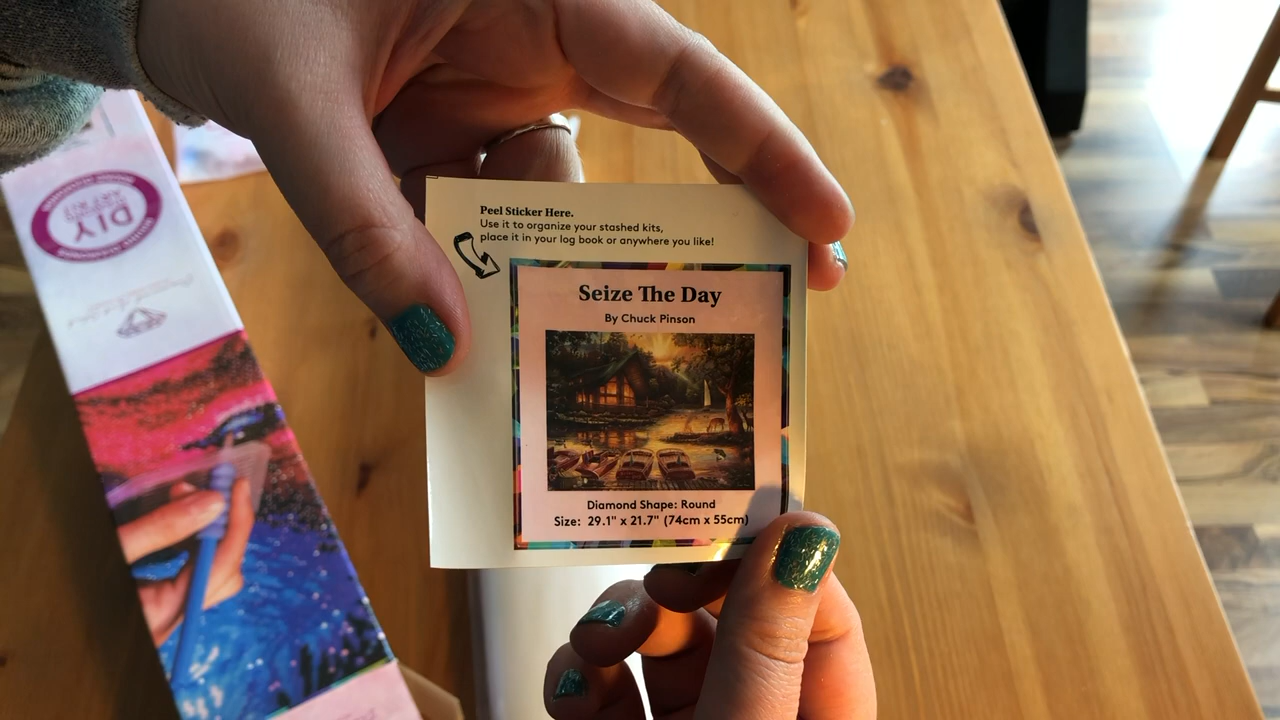 Peel Sticker Here.
Use it to organize your stashed kits,
place it in your log book or anywhere you like!
Seize The Day
By Chuck Pinson
Diamond Shape: Round
Size: 29.1" x 21.7" (74cm x 55cm)
DIY